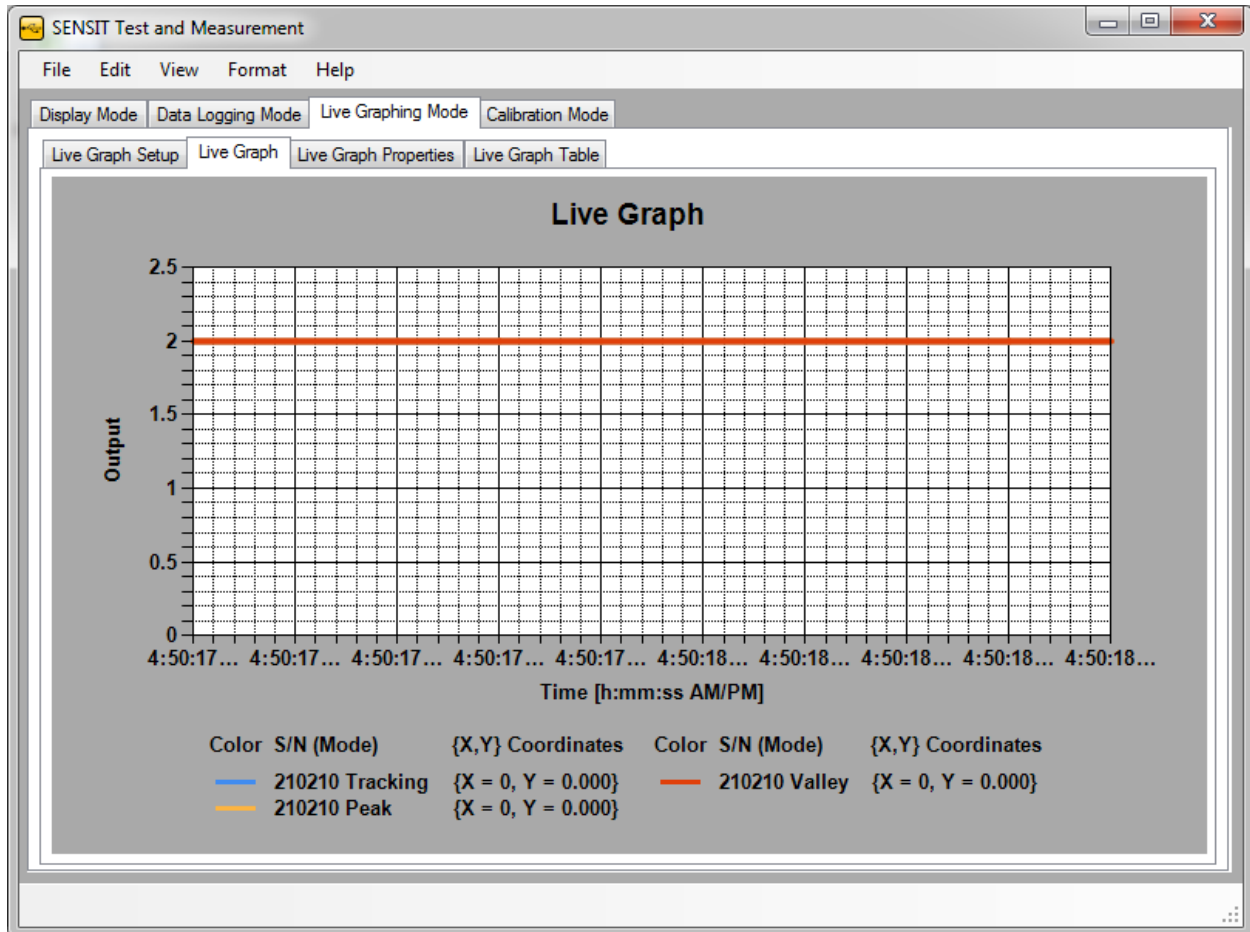 SENSIT Test and Measurement
File Edit View Format Help
Display Mode Data Logging Mode Live Graphing Mode Calibration Mode
Live Graph Setup Live Graph Live Graph Properties Live Graph Table
Live Graph
2.5
2
1.5
1
0.5
0
Output
4:50:17... 4:50:17... 4:50:17... 4:50:17... 4:50:17... 4:50:18... 4:50:18... 4:50:18... 4:50:18... 4:50:18...
Time [h:mm:ss AM/PM]
Color S/N (Mode) {X,Y} Coordinates Color S/N (Mode) {X,Y} Coordinates
210210 Tracking {X = 0, Y = 0.000} 210210 Valley {X = 0, Y = 0.000}
210210 Peak {X = 0, Y = 0.000}